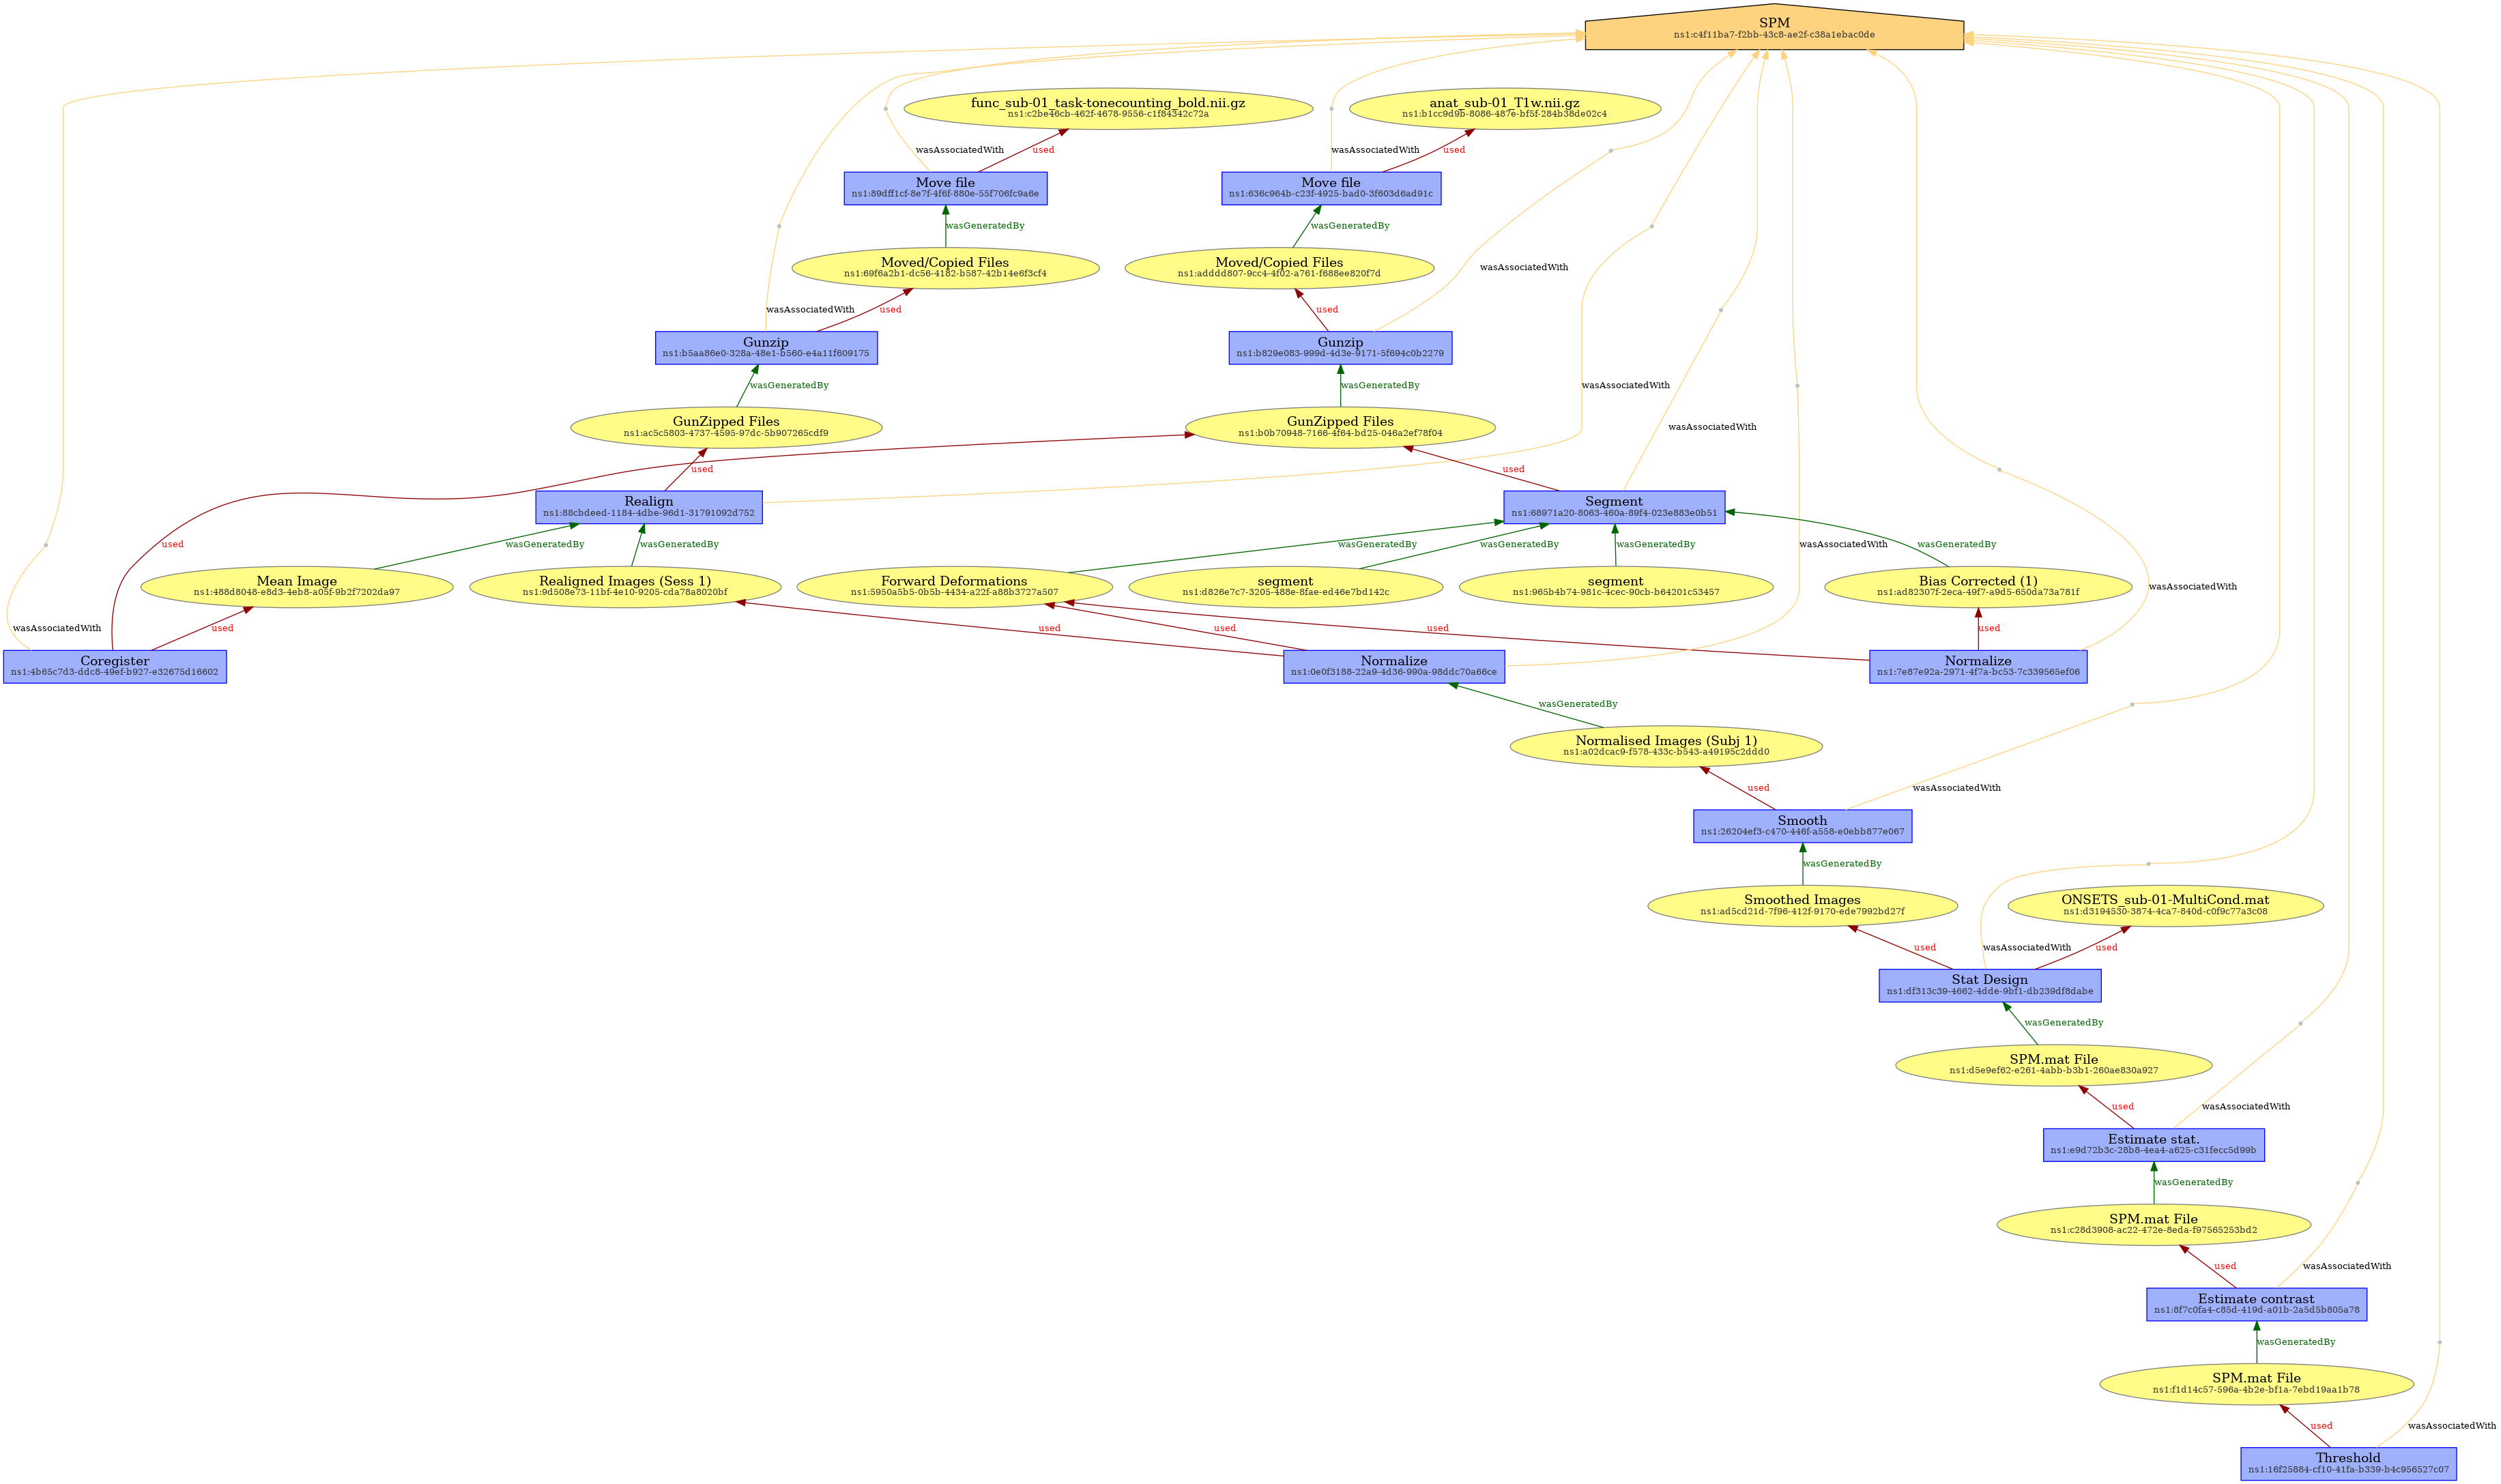 SPM
ns1:c4f11ba7-f2bb-43c8-ae2f-c38a1ebac0de
func_sub-01_task-tonecounting_bold.nii.gz
ns1:c2be46cb-462f-4678-9556-c1f84342c72a
anat_sub-01_T1w.nii.gz
ns1:b1cc9d9b-8086-487e-bf5f-284b38de02c4
wasAssociatedWith
used
wasAssociatedWith
used
Move file
ns1:89dff1cf-8e7f-4f6f-880e-55f706fc9a6e
Move file
ns1:636c964b-c23f-4925-bad0-3f603d6ad91c
wasGeneratedBy
wasGeneratedBy
Moved/Copied Files
ns1:69f6a2b1-dc56-4182-b587-42b14e6f3cf4
Moved/Copied Files
ns1:adddd807-9cc4-4f02-a761-f688ee820f7d
wasAssociatedWith
wasAssociatedWith
used
used
Gunzip
ns1:b5aa86e0-328a-48e1-b560-e4a11f609175
Gunzip
ns1:b829e083-999d-4d3e-9171-5f694c0b2279
wasGeneratedBy
wasGeneratedBy
wasAssociatedWith
GunZipped Files
ns1:ac5c5803-4737-4595-97dc-5b907265cdf9
GunZipped Files
ns1:b0b70948-7166-4f64-bd25-046a2ef78f04
wasAssociatedWith
used
used
Realign
ns1:88cbdeed-1184-4dbe-96d1-31791092d752
Segment
ns1:68971a20-8063-460a-89f4-023e883e0b51
used
wasGeneratedBy
wasGeneratedBy
wasGeneratedBy
wasGeneratedBy
wasGeneratedBy
wasAssociatedWith
wasGeneratedBy
Mean Image
ns1:488d8048-e8d3-4eb8-a05f-9b2f7202da97
Realigned Images (Sess 1)
ns1:9d508e73-11bf-4e10-9205-cda78a8020bf
Forward Deformations
ns1:5950a5b5-0b5b-4434-a22f-a88b3727a507
segment
ns1:d826e7c7-3205-488e-8fae-ed46e7bd142c
segment
ns1:965b4b74-981c-4cec-90cb-b64201c53457
Bias Corrected (1)
ns1:ad82307f-2eca-49f7-a9d5-650da73a781f
wasAssociatedWith
wasAssociatedWith
used
used
used
used
used
Coregister
ns1:4b65c7d3-ddc8-49ef-b927-e32675d16602
Normalize
ns1:0e0f3188-22a9-4d36-990a-98ddc70a66ce
Normalize
ns1:7e87e92a-2971-4f7a-bc53-7c339565ef06
wasGeneratedBy
Normalised Images (Subj 1)
ns1:a02dcac9-f578-433c-b543-a49195c2ddd0
used
wasAssociatedWith
Smooth
ns1:26204ef3-c470-446f-a558-e0ebb877e067
wasGeneratedBy
Smoothed Images
ns1:ad5cd21d-7f96-412f-9170-ede7992bd27f
ONSETS_sub-01-MultiCond.mat
ns1:d3194530-3874-4ca7-840d-c0f9c77a3c08
used
wasAssociatedWith
used
Stat Design
ns1:df313c39-4662-4dde-9bf1-db239df8dabe
wasGeneratedBy
SPM.mat File
ns1:d5e9ef62-e261-4abb-b3b1-260ae830a927
used
wasAssociatedWith
Estimate stat.
ns1:e9d72b3c-28b8-4ea4-a625-c31fecc5d99b
wasGeneratedBy
SPM.mat File
ns1:c28d3908-ac22-472e-8eda-f97565253bd2
used
wasAssociatedWith
Estimate contrast
ns1:8f7c0fa4-c85d-419d-a01b-2a5d5b805a78
wasGeneratedBy
SPM.mat File
ns1:f1d14c57-596a-4b2e-bf1a-7ebd19aa1b78
used
wasAssociatedWith
Threshold
ns1:16f25884-cf10-41fa-b339-b4c956527c07